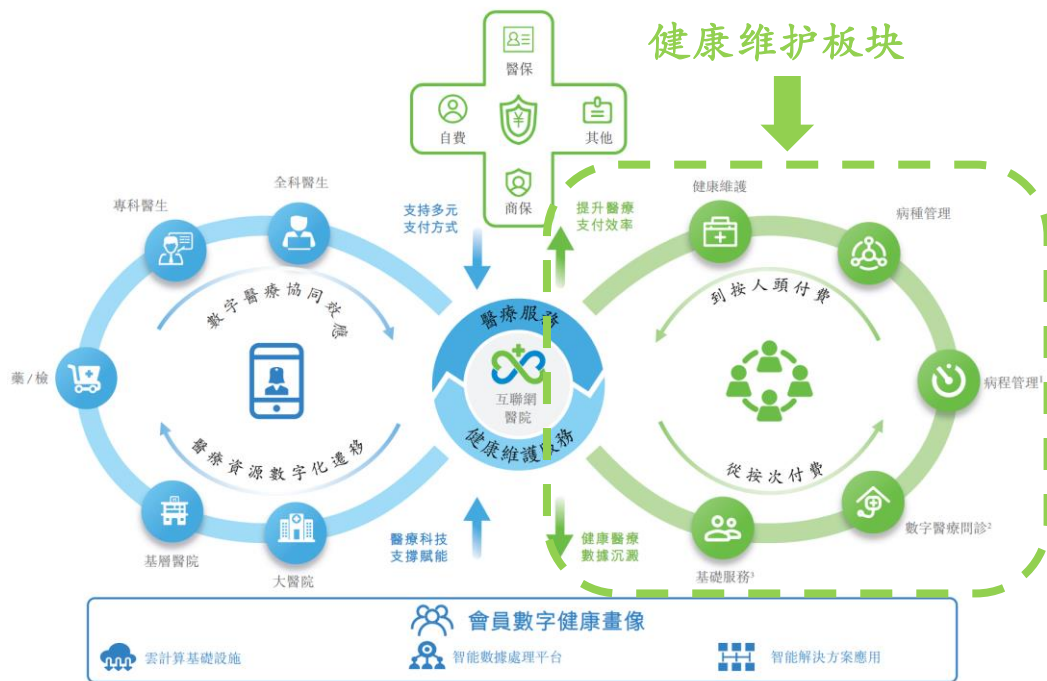 健康维护板块
醫保
自費
其他
商保
全科醫生
專科醫生
支持多元
支付方式
提升醫療
支付效率
健康維護
病種管理
數字醫療協同效應
到按人頭付費
醫療服務
藥/檢
互聯網
醫院
病程管理¹
健康維護服務
醫療資源數字化遷移
從按次付費
基層醫院
大醫院
醫療科技
支撐賦能
健康醫療
數據沉澱
基礎服務³
數字醫療問診²
會員數字健康畫像
雲計算基礎設施
智能數據處理平台
智能解決方案應用